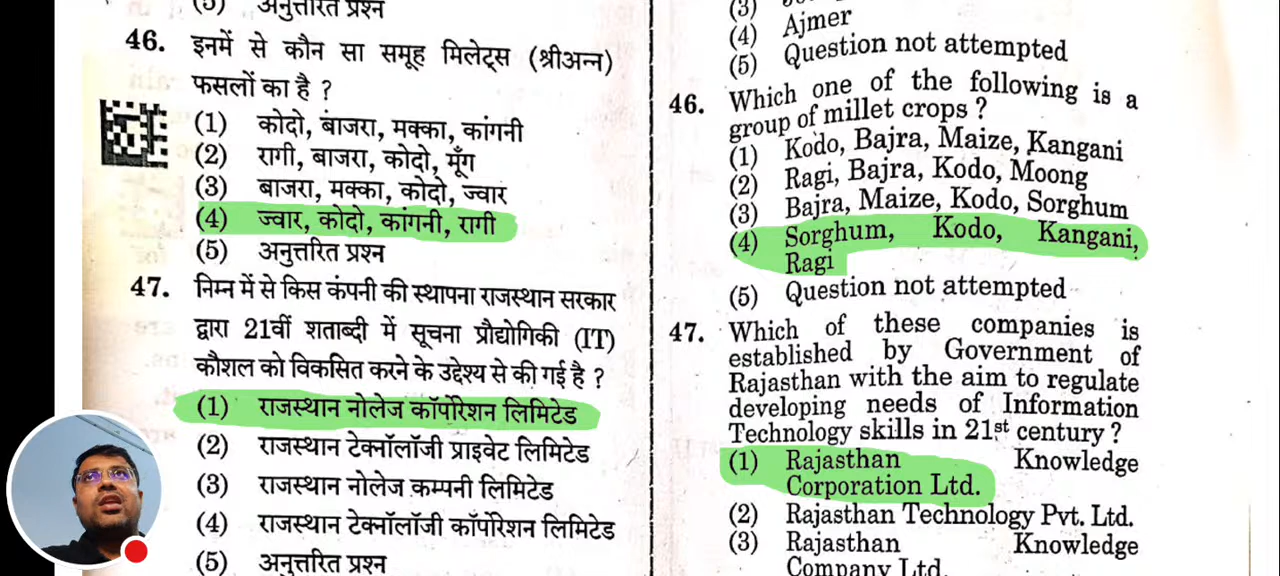 (5) अनुत्तरित प्रश्न
46. इनमें से कौन सा समूह मिलेट्स (श्रीअन्न)
फसलों का है ?
(1) कोदो, बाजरा, मक्का, कांगनी
(2) रागी, बाजरा, कोदो, मूँग
(3) बाजरा, मक्का, कोदो, ज्वार
(4) ज्वार, कोदो, कांगनी, रागी
(5) अनुत्तरित प्रश्न
47. निम्न में से किस कंपनी की स्थापना राजस्थान सरकार
द्वारा 21वीं शताब्दी में सूचना प्रौद्योगिकी (IT)
कौशल को विकसित करने के उद्देश्य से की गई है ?
(1) राजस्थान नोलेज कॉर्पोरेशन लिमिटेड
(2) राजस्थान टेक्नॉलॉजी प्राइवेट लिमिटेड
(3) राजस्थान नोलेज कम्पनी लिमिटेड
(4) राजस्थान टेक्नॉलॉजी कॉर्पोरेशन लिमिटेड
(5) अनुत्तरित प्रश्न
(3)
(4) Ajmer
(5) Question not attempted
46. Which one of the following is a
group of millet crops ?
(1) Kodo, Bajra, Maize, Kangani
(2) Ragi, Bajra, Kodo, Moong
(3) Bajra, Maize, Kodo, Sorghum
(4) Sorghum, Kodo, Kangani,
Ragi
(5) Question not attempted
47. Which of these companies is
established by Government of
Rajasthan with the aim to regulate
developing needs of Information
Technology skills in 21st century ?
(1) Rajasthan Knowledge
Corporation Ltd.
(2) Rajasthan Technology Pvt. Ltd.
(3) Rajasthan Knowledge
Company Ltd.